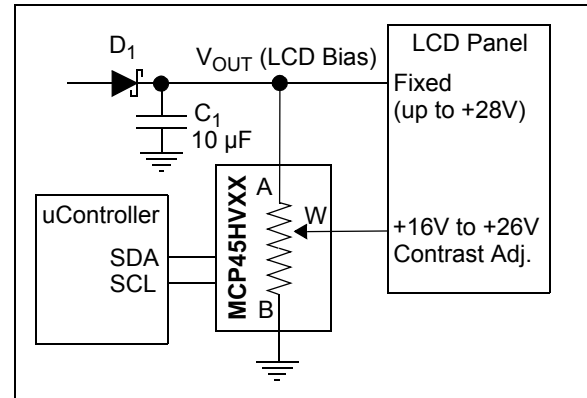 D1
VOUT (LCD Bias)
LCD Panel
Fixed
(up to +28V)
C1
10 µF
MCP45HVXX
A
W
B
+16V to +26V
Contrast Adj.
uController
SDA
SCL